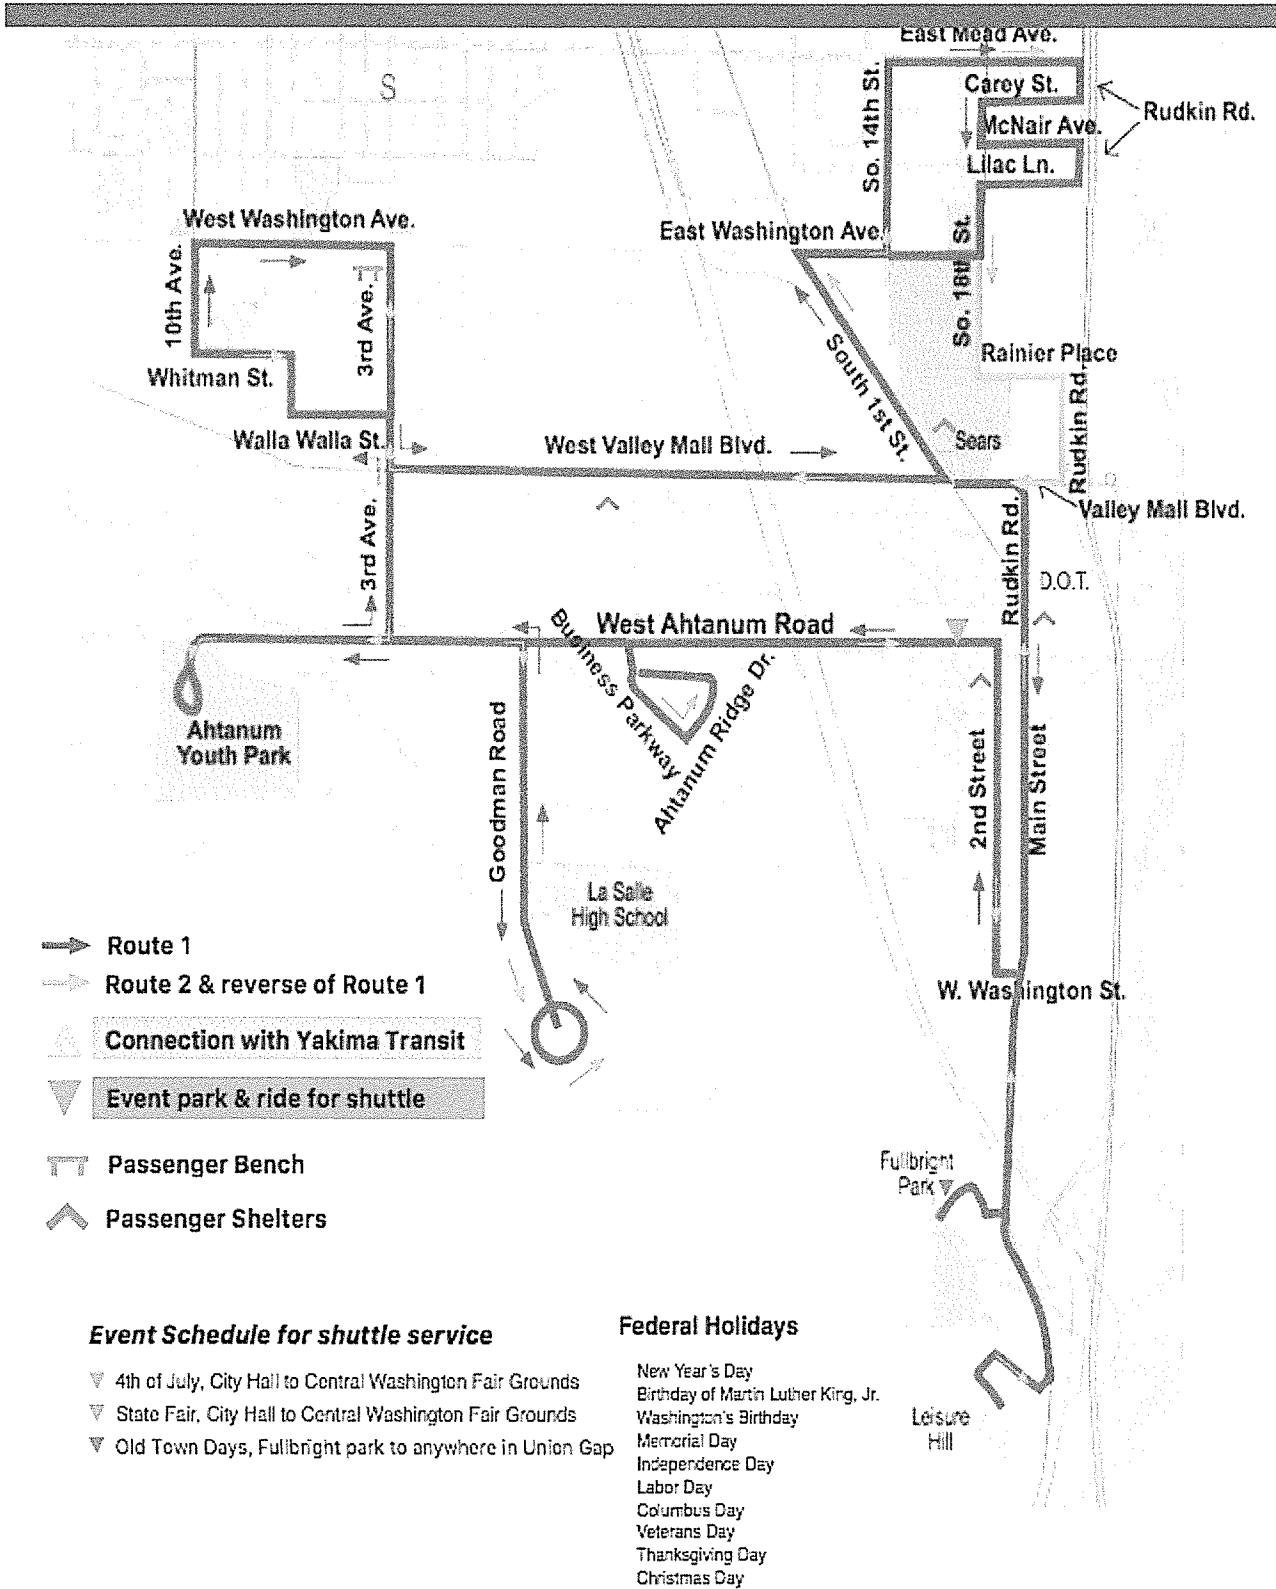 East Mead Ave.
S
So. 14th St.
Carey St.
Rudkin Rd.
McNair Ave.
Lilac Ln.
West Washington Ave.
East Washington Ave.
So. 16th St.
10th Ave.
3rd Ave.
Rainier Place
Whitman St.
South 1st St.
Rudkin Rd.
Walla Walla St.
West Valley Mall Blvd.
Sears
Valley Mall Blvd.
3rd Ave.
Rudkin Rd.
D.O.T.
West Ahtanum Road
Business Parkway
Ahtanum Ridge Dr.
Ahtanum
Youth Park
Goodman Road
2nd Street
Main Street
La Salle
High School
Route 1
W. Washington St.
Route 2 & reverse of Route 1
Connection with Yakima Transit
Event park & ride for shuttle
Passenger Bench
Passenger Shelters
Fullbright
Park
Leisure
Hill
Event Schedule for shuttle service
4th of July, City Hall to Central Washington Fair Grounds
State Fair, City Hall to Central Washington Fair Grounds
Old Town Days, Fullbright park to anywhere in Union Gap
Federal Holidays
New Year's Day
Birthday of Martin Luther King, Jr.
Washington's Birthday
Memorial Day
Independence Day
Labor Day
Columbus Day
Veterans Day
Thanksgiving Day
Christmas Day